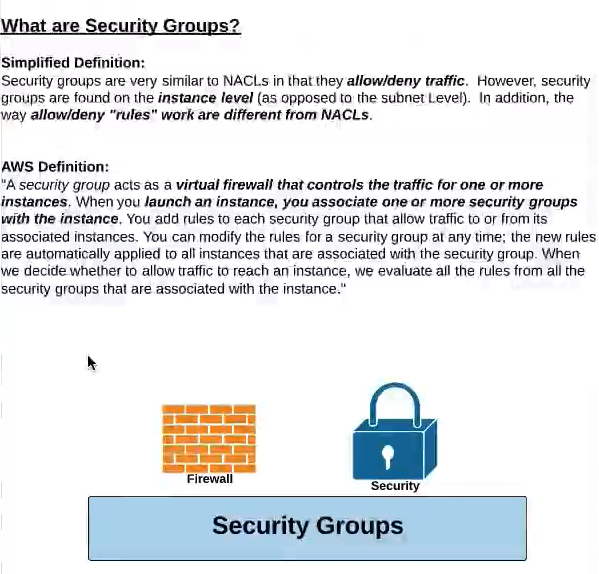 What are Security Groups?
Simplified Definition:
Security groups are very similar to NACLs in that they allow/deny traffic.  However, security
groups are found on the instance level (as opposed to the subnet Level).  In addition, the
way allow/deny "rules" work are different from NACLs.
AWS Definition:
"A security group acts as a virtual firewall that controls the traffic for one or more
instances. When you launch an instance, you associate one or more security groups
with the instance. You add rules to each security group that allow traffic to or from its
associated instances. You can modify the rules for a security group at any time; the new rules
are automatically applied to all instances that are associated with the security group. When
we decide whether to allow traffic to reach an instance, we evaluate all the rules from all the
security groups that are associated with the instance."
Firewall
Security
Security Groups